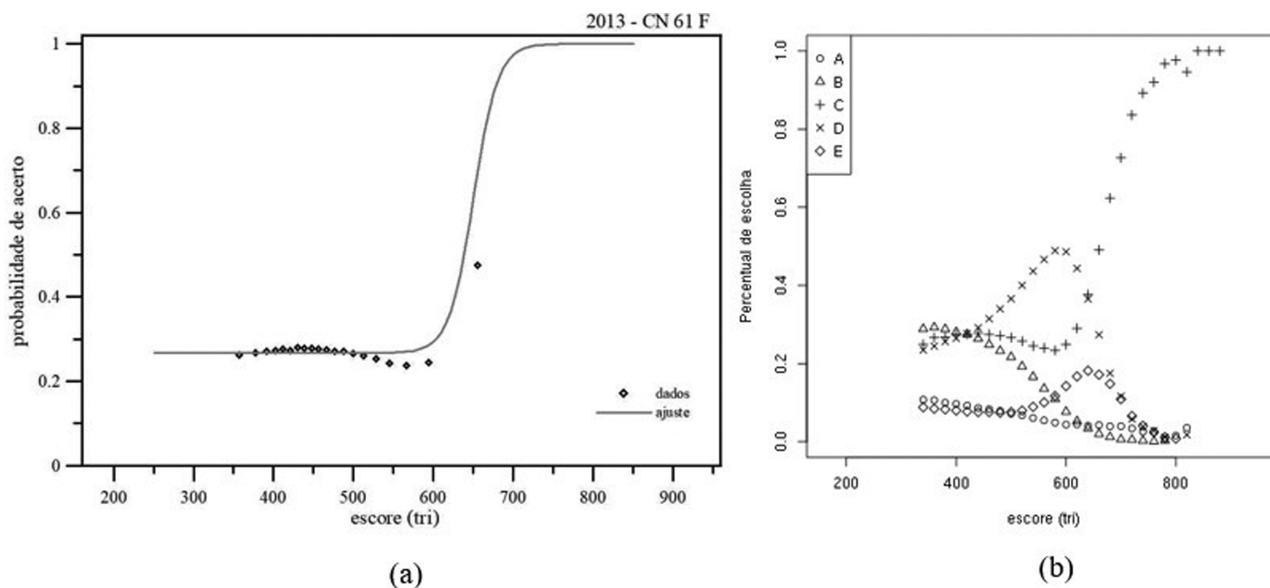 2013 - CN 61 F
probabilidade de acerto
1
0.8
0.6
0.4
0.2
0
dados
ajuste
200 300 400 500 600 700 800 900
escore (tri)
(a)
A
B
C
D
E
Percentual de escolha
1.0
0.8
0.6
0.4
0.2
0.0
200 400 600 800
escore (tri)
(b)